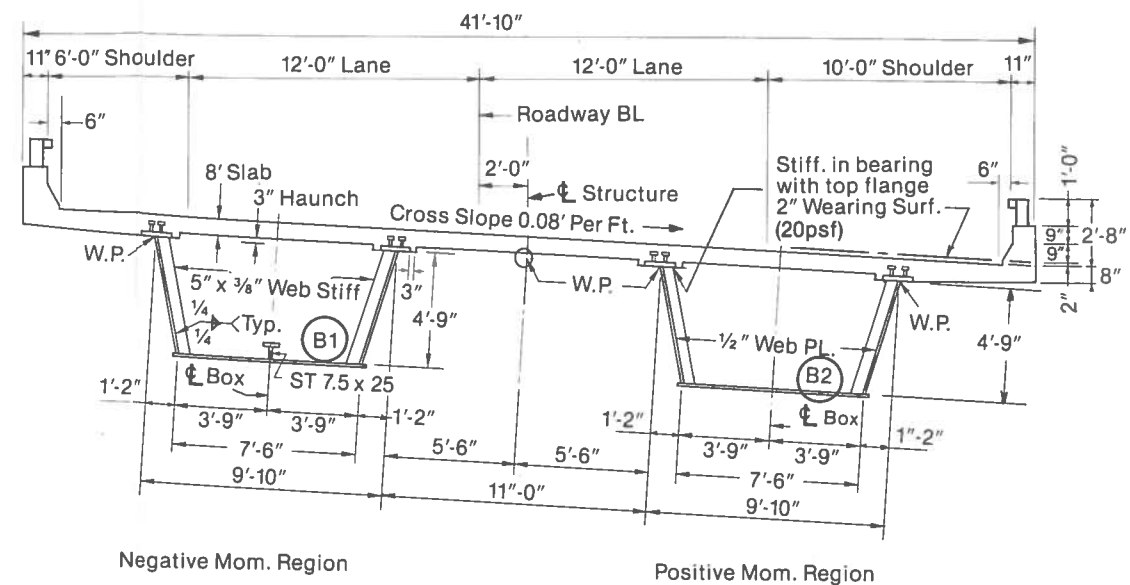 41'-10"
11" 6'-0" Shoulder 12'-0" Lane 12'-0" Lane 10'-0" Shoulder 11"
6" Roadway BL
2'-0" Stiff. in bearing
with top flange
2" Wearing Surf.
(20psf)
6" 1'-0"
8' Slab
3" Haunch
℄ Structure
Cross Slope 0.08' Per Ft.
9" 2'-8"
9"
8"
2"
W.P. W.P. W.P.
5" x 3/8" Web Stiff 3"
1/4
1/4 Typ.
B1
4'-9"
1/2" Web PL.
B2
4'-9"
℄ Box ST 7.5 x 25
℄ Box
1'-2" 3'-9" 3'-9" 1'-2"
1'-2" 3'-9" 3'-9" 1"-2"
7'-6" 5'-6" 5'-6" 7'-6"
9'-10" 11"-0" 9'-10"
Negative Mom. Region Positive Mom. Region